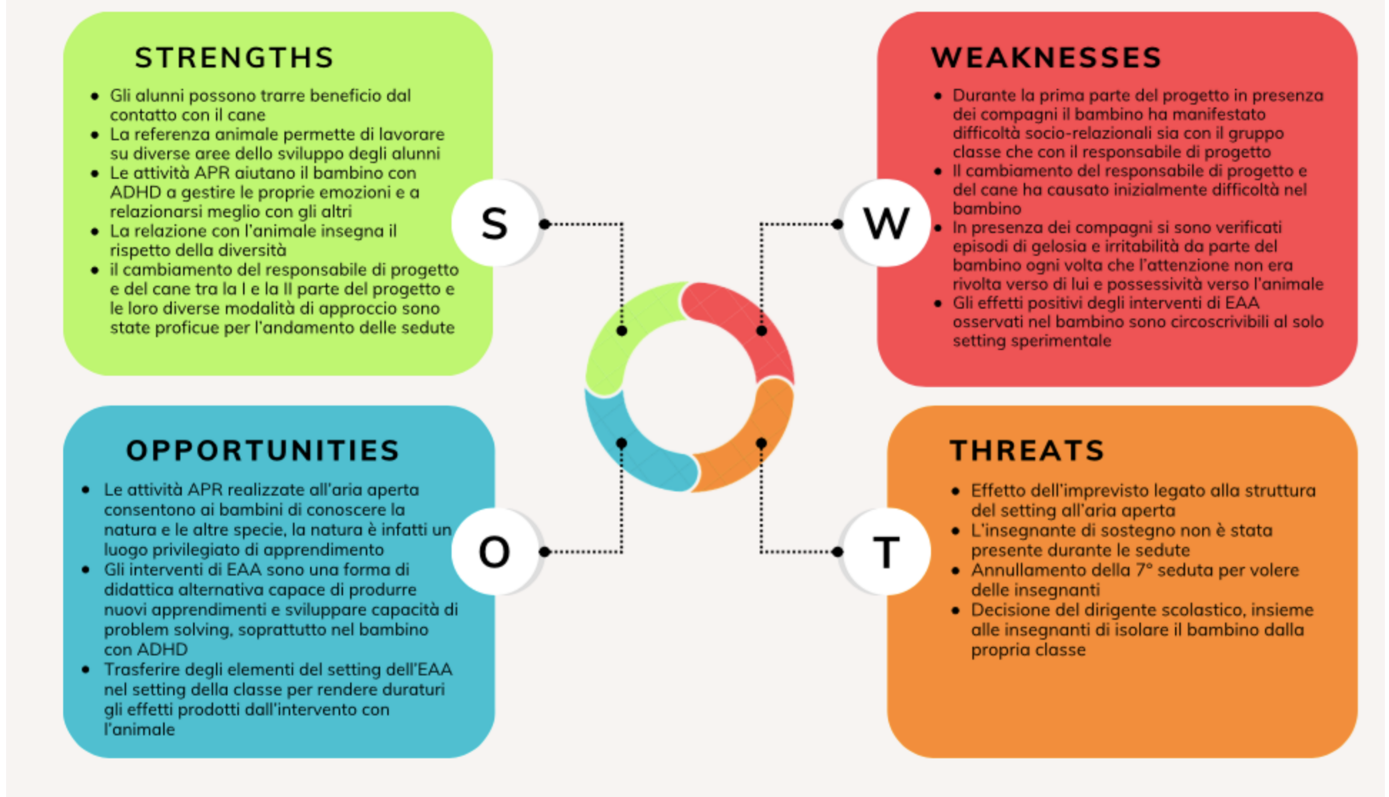 STRENGTHS
• Gli alunni possono trarre beneficio dal
contatto con il cane
• La referenza animale permette di lavorare
su diverse aree dello sviluppo degli alunni
• Le attività APR aiutano il bambino con
ADHD a gestire le proprie emozioni e a
relazionarsi meglio con gli altri
• La relazione con l'animale insegna il
rispetto della diversità
• il cambiamento del responsabile di progetto
e del cane tra la I e la II parte del progetto e
le loro diverse modalità di approccio sono
state proficue per l'andamento delle sedute
S
WEAKNESSES
• Durante la prima parte del progetto in presenza
dei compagni il bambino ha manifestato
difficoltà socio-relazionali sia con il gruppo
classe che con il responsabile di progetto
• Il cambiamento del responsabile di progetto e
del cane ha causato inizialmente difficoltà nel
bambino
• In presenza dei compagni si sono verificati
episodi di gelosia e irritabilità da parte del
bambino ogni volta che l'attenzione non era
rivolta verso di lui e possessività verso l'animale
• Gli effetti positivi degli interventi di EAA
osservati nel bambino sono circoscrivibili al solo
setting sperimentale
W
OPPORTUNITIES
• Le attività APR realizzate all'aria aperta
consentono ai bambini di conoscere la
natura e le altre specie, la natura è infatti un
luogo privilegiato di apprendimento
• Gli interventi di EAA sono una forma di
didattica alternativa capace di produrre
nuovi apprendimenti e sviluppare capacità di
problem solving, soprattutto nel bambino
con ADHD
• Trasferire degli elementi del setting dell'EAA
nel setting della classe per rendere duraturi
gli effetti prodotti dall'intervento con
l'animale
O
THREATS
• Effetto dell'imprevisto legato alla struttura
del setting all'aria aperta
• L'insegnante di sostegno non è stata
presente durante le sedute
• Annullamento della 7° seduta per volere
delle insegnanti
• Decisione del dirigente scolastico, insieme
alle insegnanti di isolare il bambino dalla
propria classe
T